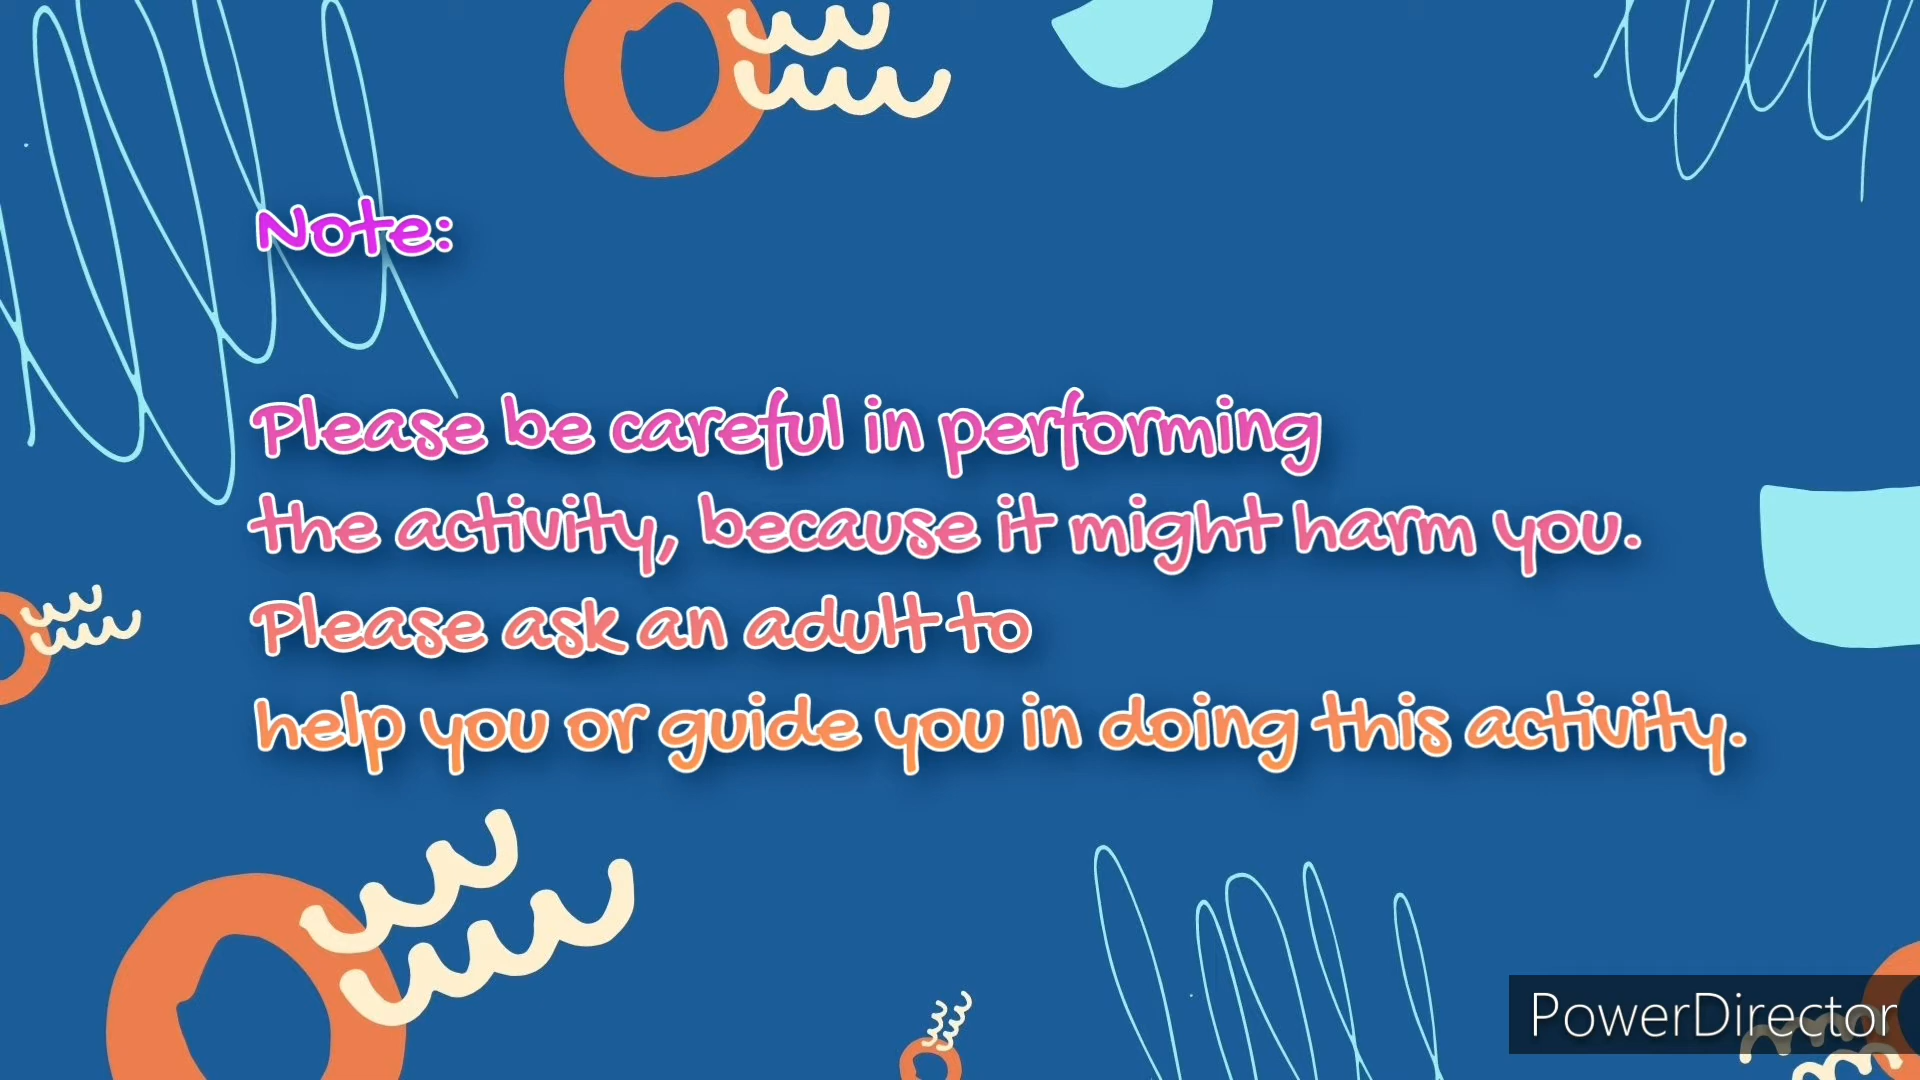 Note:
Please be careful in performing
the activity, because it might harm you.
Please ask an adult to
help you or guide you in doing this activity.
PowerDirector